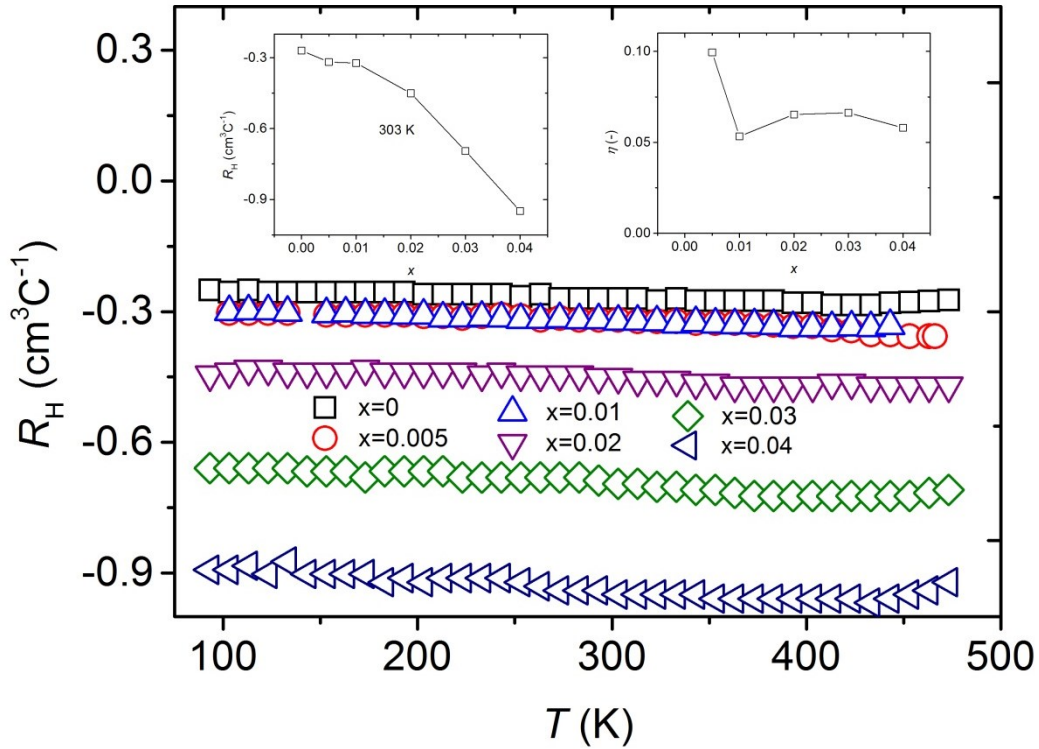 0.3
0.0
-0.3
-0.6
-0.9
R_H (cm³C⁻¹)
100
200
300
400
500
T (K)
-0.3
-0.6
-0.9
R_H (cm³C⁻¹)
303 K
0.00
0.01
0.02
0.03
0.04
x
0.10
0.05
0.00
η (-)
0.00
0.01
0.02
0.03
0.04
x
x=0
x=0.005
x=0.01
x=0.02
x=0.03
x=0.04